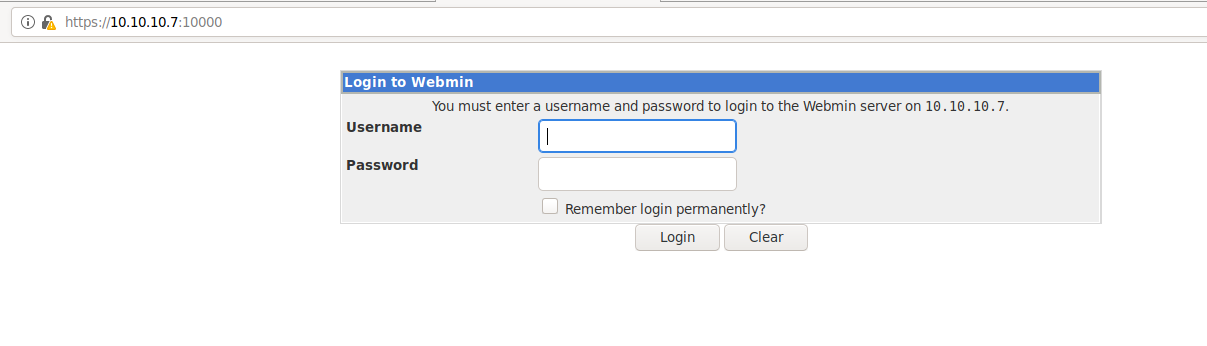 https://10.10.10.7:10000
Login to Webmin
You must enter a username and password to login to the Webmin server on 10.10.10.7.
Username
Password
Remember login permanently?
Login Clear